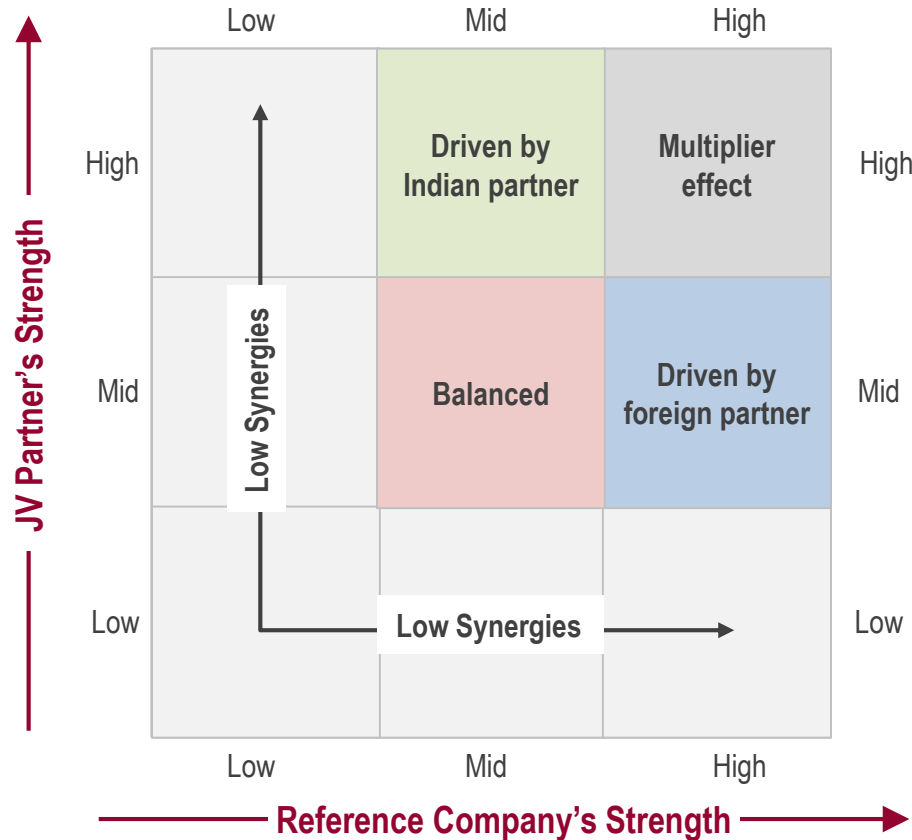 Low Mid High
High Driven by Multiplier High
Indian partner effect
JV Partner’s Strength
Low Synergies
Mid Balanced Driven by Mid
foreign partner
Low Low Synergies Low
Low Mid High
Reference Company’s Strength